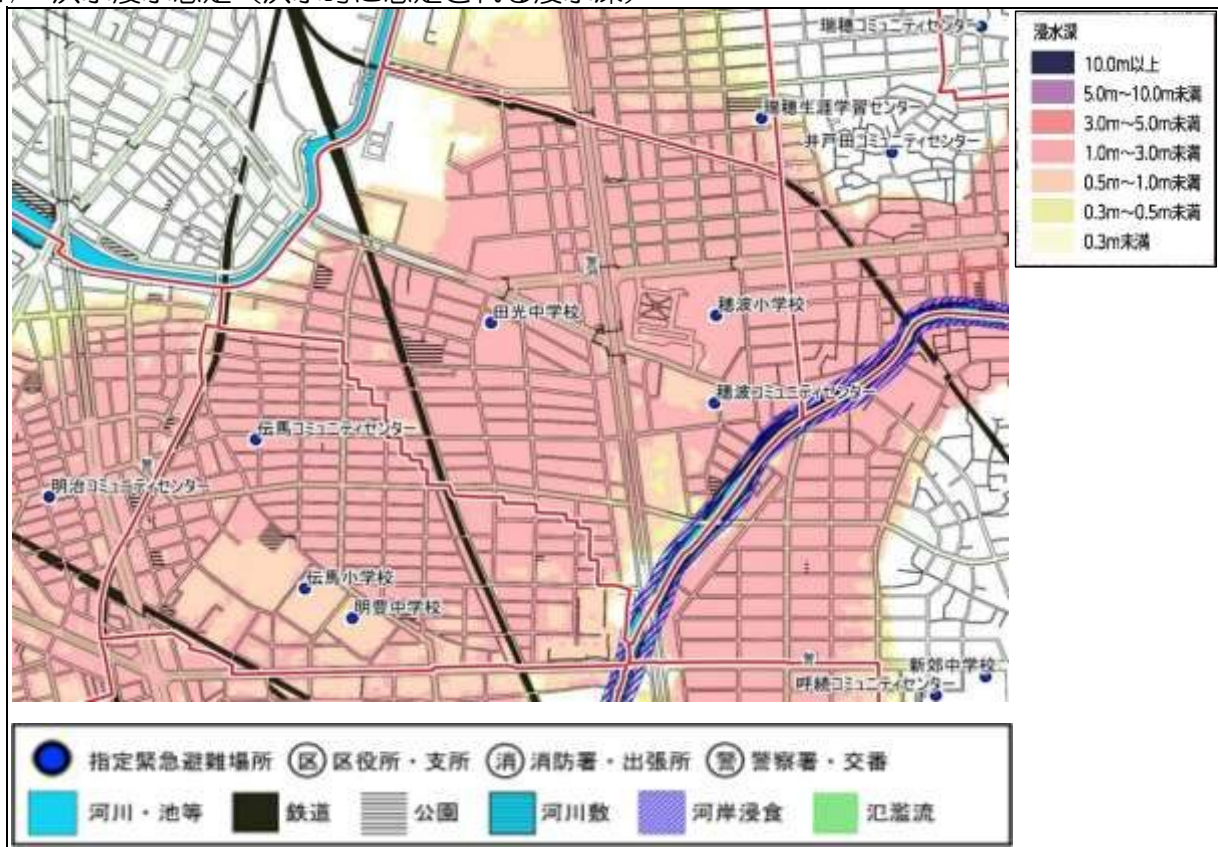 瑞穂コミュニティセンター
瑞穂生涯学習センター
井戸田コミュニティセンター
田光中学校
穂波小学校
穂波コミュニティセンター
伝馬コミュニティセンター
明治コミュニティセンター
伝馬小学校
明豊中学校
新郊中学校
呼続コミュニティセンター
浸水深
10.0m以上
5.0m～10.0m未満
3.0m～5.0m未満
1.0m～3.0m未満
0.5m～1.0m未満
0.3m～0.5m未満
0.3m未満
指定緊急避難場所 区 区役所・支所 消 消防署・出張所 警 警察署・交番
河川・池等 鉄道 公園 河川敷 河岸浸食 氾濫流